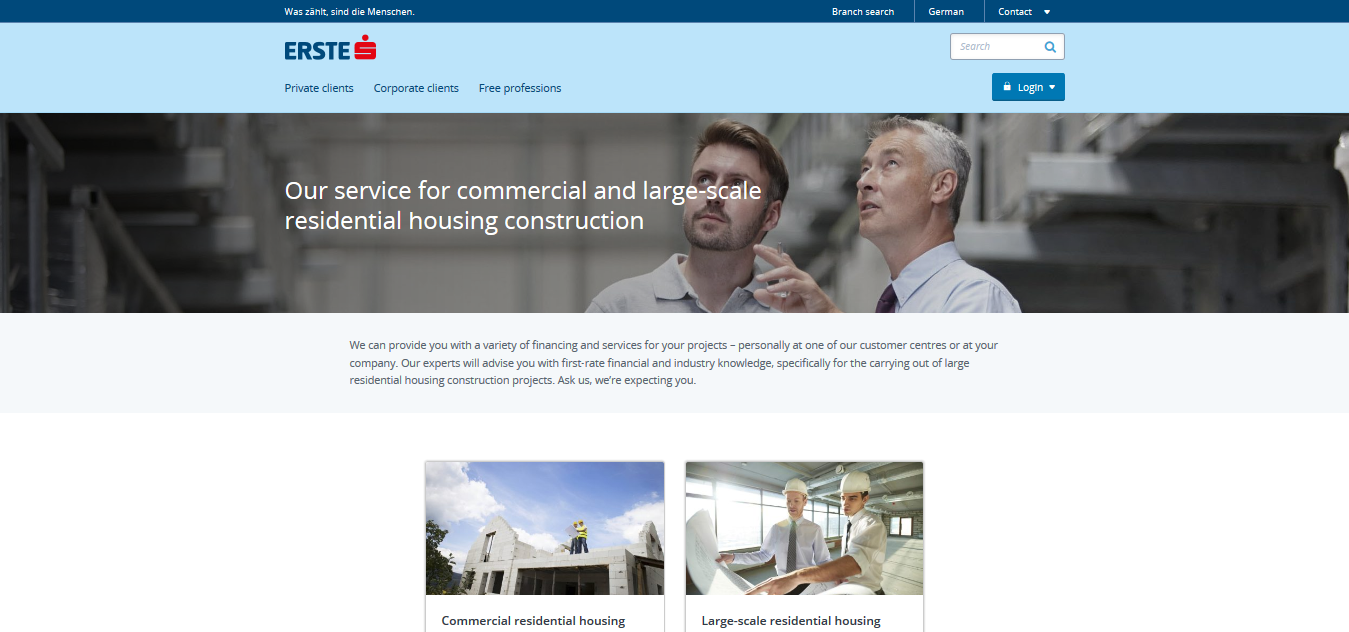 Was zählt, sind die Menschen.
Branch search
German
Contact
ERSTE
Search
Private clients
Corporate clients
Free professions
Login
Our service for commercial and large-scale
residential housing construction
We can provide you with a variety of financing and services for your projects – personally at one of our customer centres or at your
company. Our experts will advise you with first-rate financial and industry knowledge, specifically for the carrying out of large
residential housing construction projects. Ask us, we’re expecting you.
Commercial residential housing
Large-scale residential housing